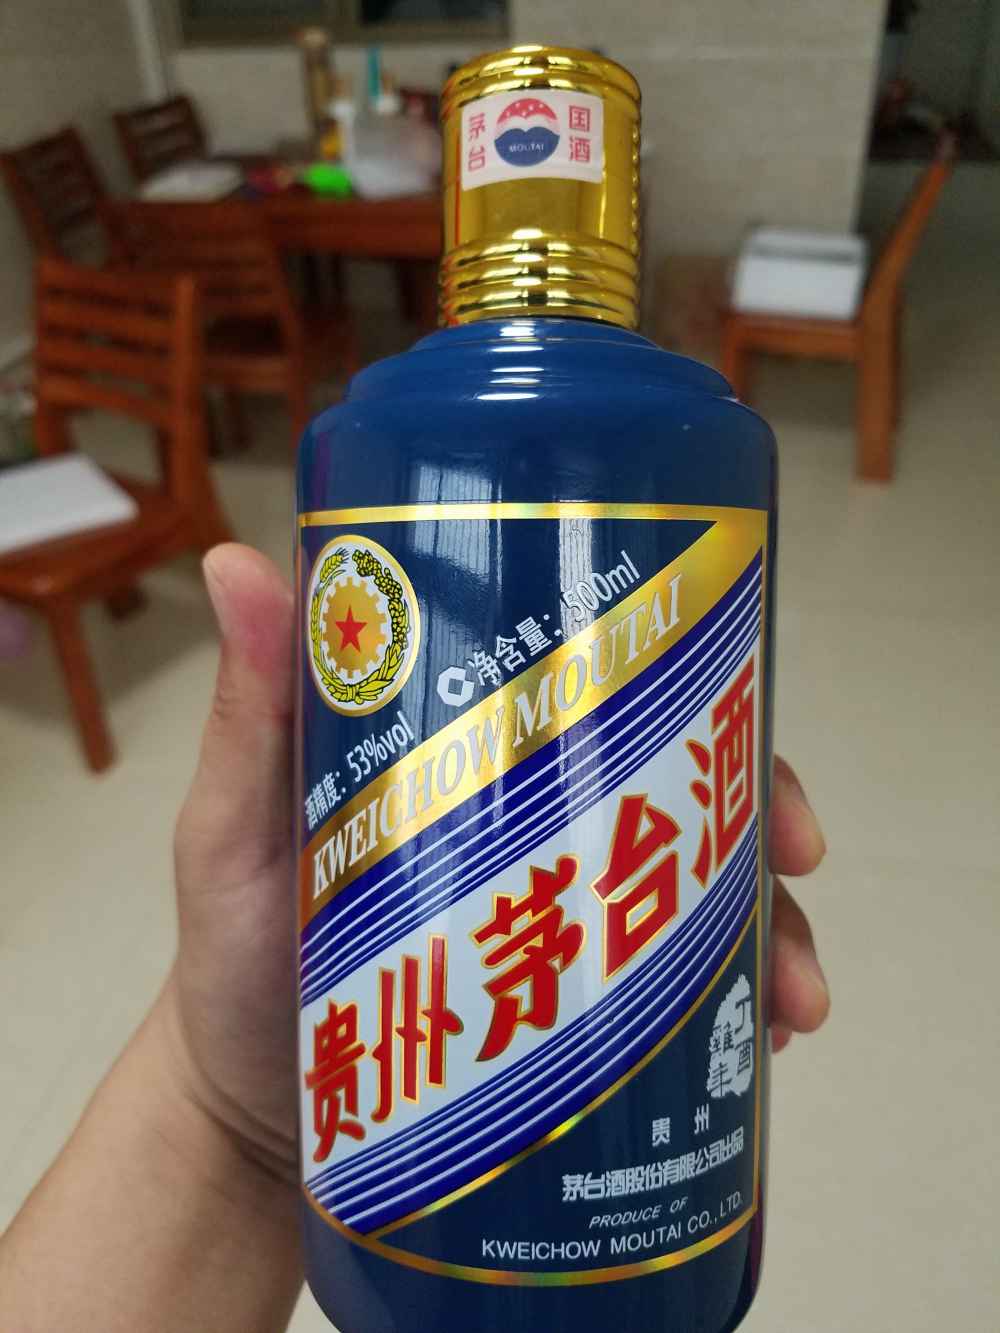 茅台
MOUTAI
国酒
净含量：500ml
酒精度：53%vol
KWEICHOW MOUTAI
贵州茅台酒
丁酉
雞年
贵州
茅台酒股份有限公司出品
PRODUCE OF
KWEICHOW MOUTAI CO., LTD.